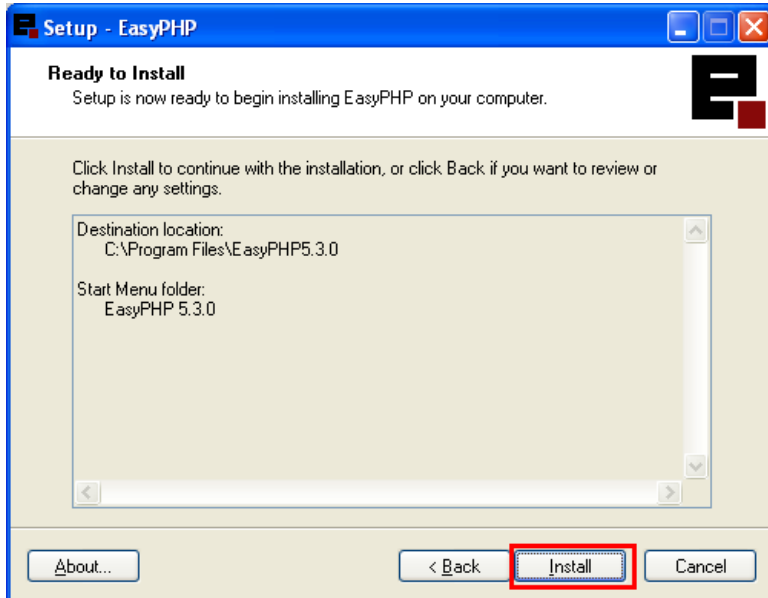 Setup - EasyPHP
Ready to Install
Setup is now ready to begin installing EasyPHP on your computer.
Click Install to continue with the installation, or click Back if you want to review or
change any settings.
Destination location:
C:\Program Files\EasyPHP5.3.0
Start Menu folder:
EasyPHP 5.3.0
About...
< Back
Install
Cancel